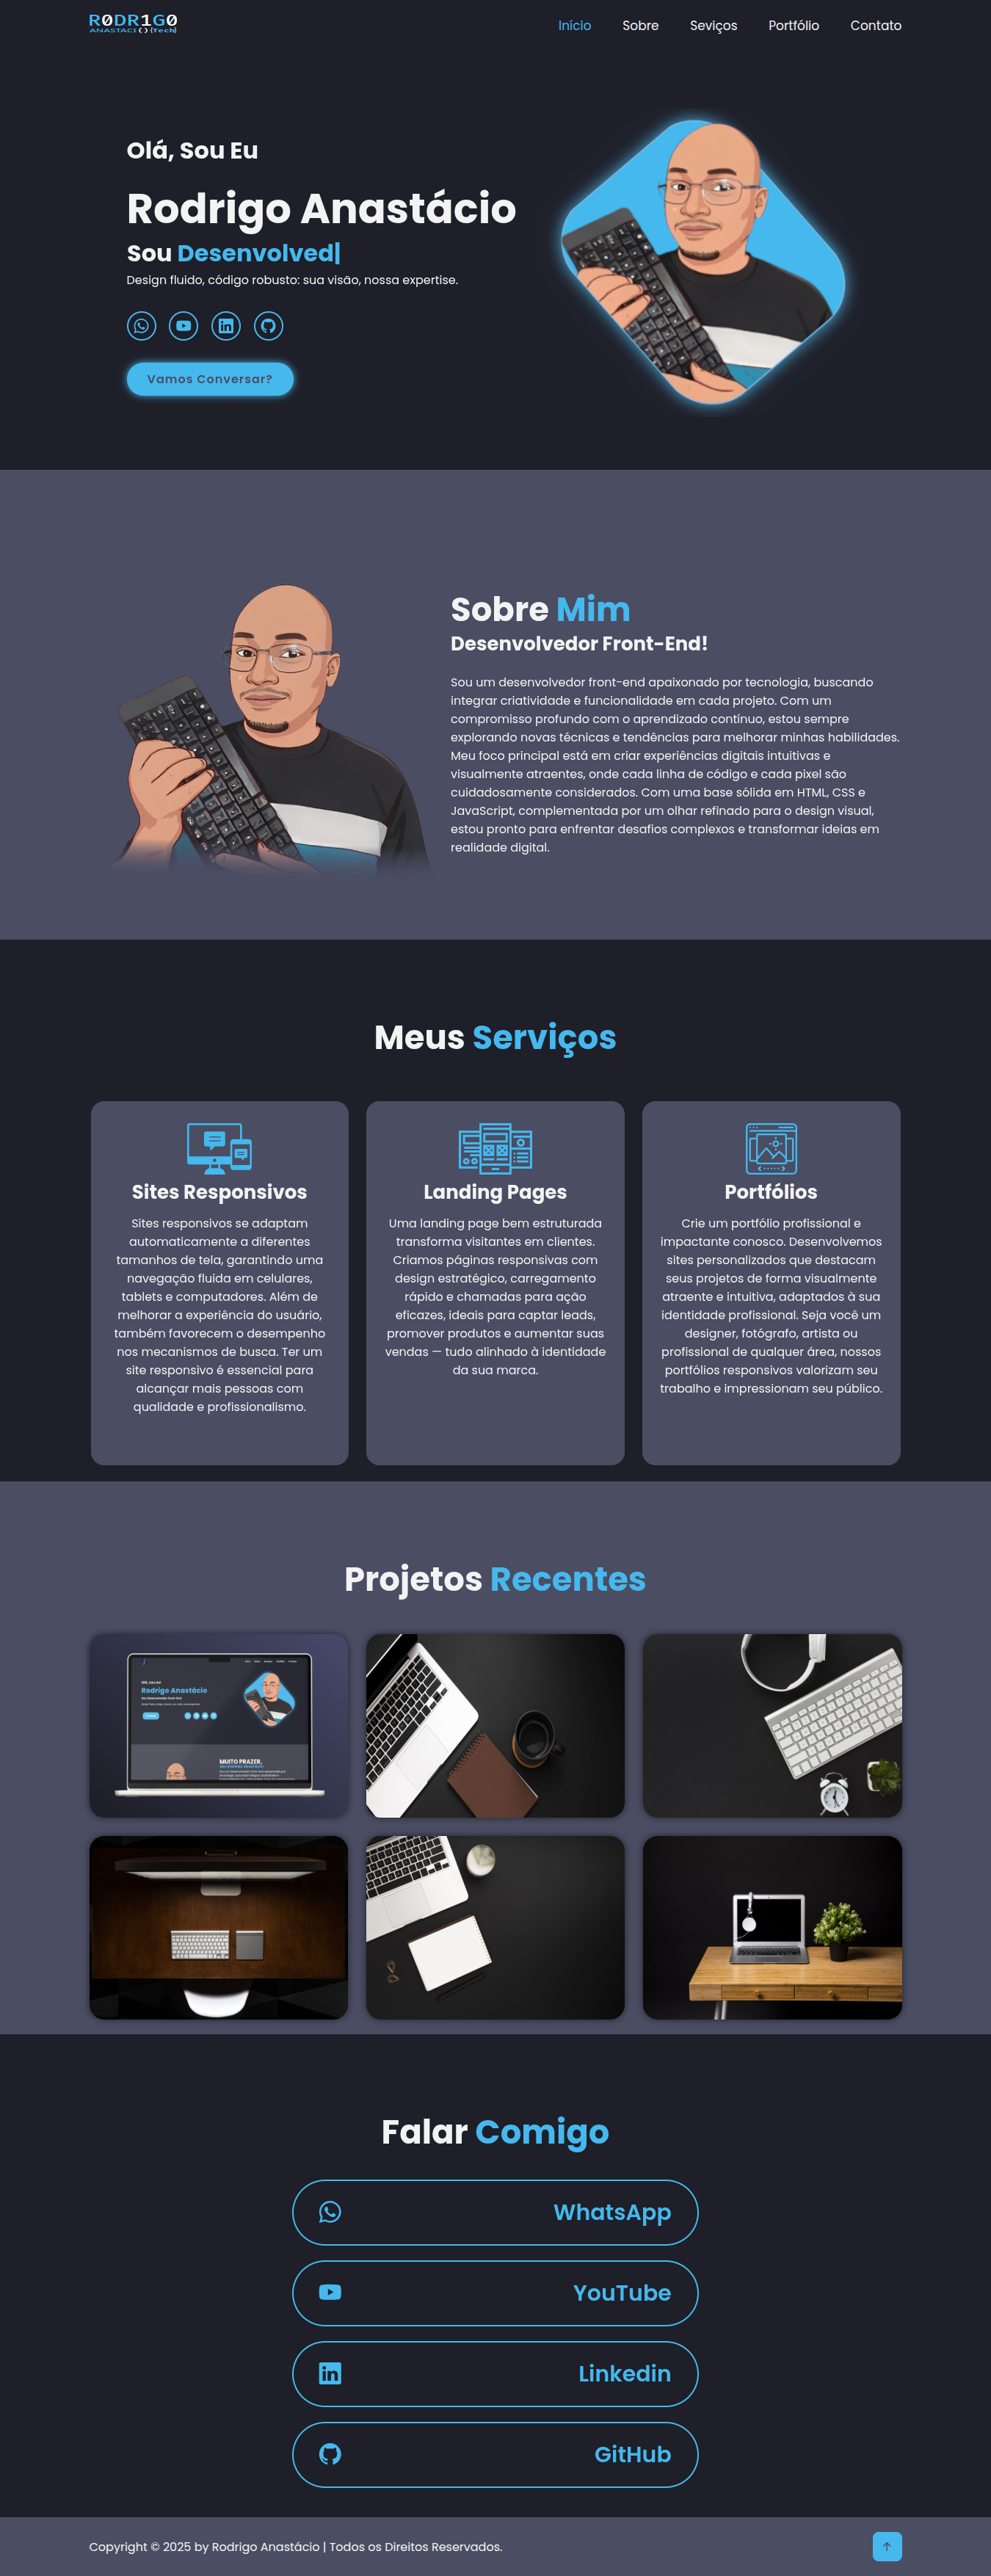 R0DR1G0
ANASTACI(){Tech}
Início Sobre Seviços Portfólio Contato
Olá, Sou Eu
Rodrigo Anastácio
Sou Desenvolved|
Design fluido, código robusto: sua visão, nossa expertise.
Vamos Conversar?
Sobre Mim
Desenvolvedor Front-End!
Sou um desenvolvedor front-end apaixonado por tecnologia, buscando
integrar criatividade e funcionalidade em cada projeto. Com um
compromisso profundo com o aprendizado contínuo, estou sempre
explorando novas técnicas e tendências para melhorar minhas habilidades.
Meu foco principal está em criar experiências digitais intuitivas e
visualmente atraentes, onde cada linha de código e cada pixel são
cuidadosamente considerados. Com uma base sólida em HTML, CSS e
JavaScript, complementada por um olhar refinado para o design visual,
estou pronto para enfrentar desafios complexos e transformar ideias em
realidade digital.
Meus Serviços
Sites Responsivos
Sites responsivos se adaptam
automaticamente a diferentes
tamanhos de tela, garantindo uma
navegação fluida em celulares,
tablets e computadores. Além de
melhorar a experiência do usuário,
também favorecem o desempenho
nos mecanismos de busca. Ter um
site responsivo é essencial para
alcançar mais pessoas com
qualidade e profissionalismo.
Landing Pages
Uma landing page bem estruturada
transforma visitantes em clientes.
Criamos páginas responsivas com
design estratégico, carregamento
rápido e chamadas para ação
eficazes, ideais para captar leads,
promover produtos e aumentar suas
vendas — tudo alinhado à identidade
da sua marca.
Portfólios
Crie um portfólio profissional e
impactante conosco. Desenvolvemos
sites personalizados que destacam
seus projetos de forma visualmente
atraente e intuitiva, adaptados à sua
identidade profissional. Seja você um
designer, fotógrafo, artista ou
profissional de qualquer área, nossos
portfólios responsivos valorizam seu
trabalho e impressionam seu público.
Projetos Recentes
Rodrigo Anastácio
MUITO PRAZER,
Falar Comigo
WhatsApp
YouTube
Linkedin
GitHub
Copyright © 2025 by Rodrigo Anastácio | Todos os Direitos Reservados.